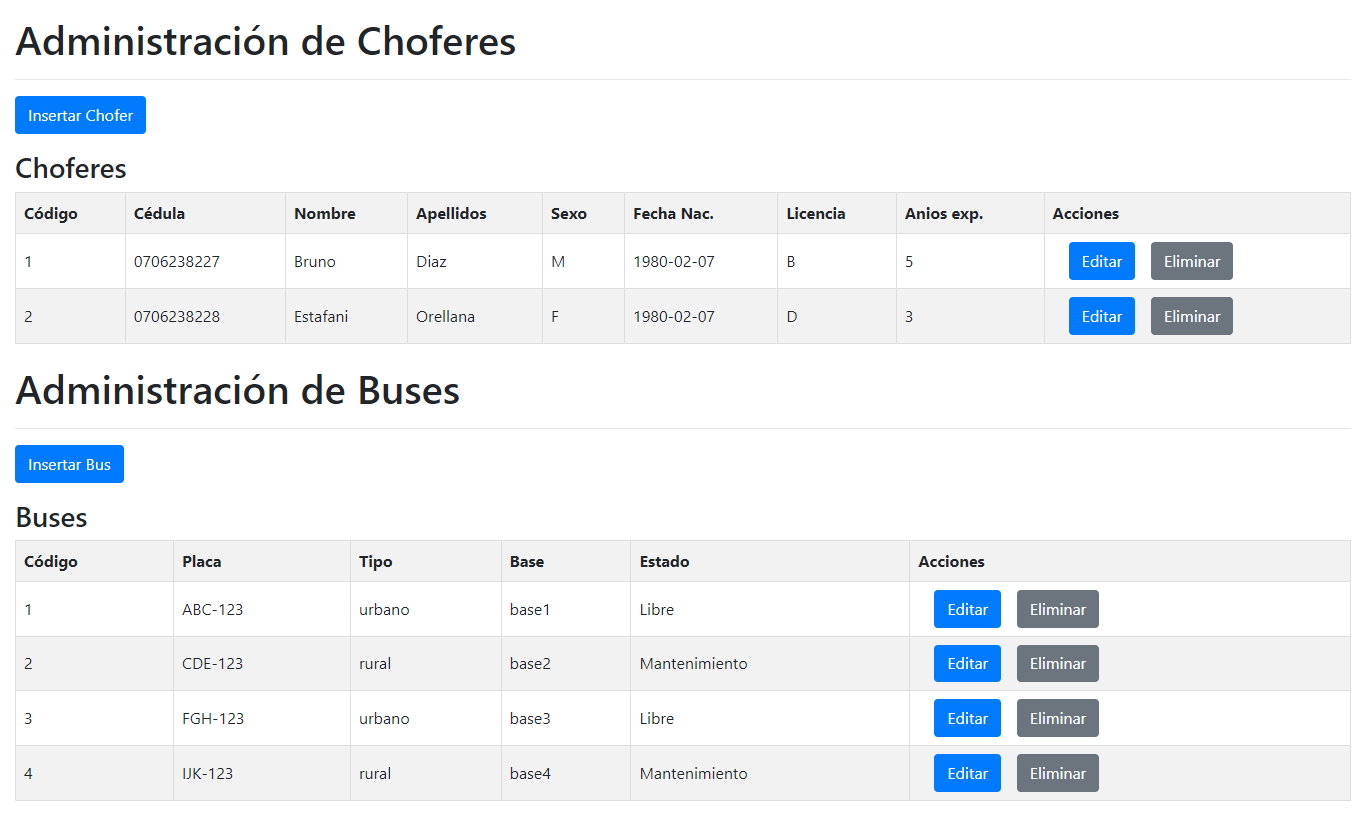 Administración de Choferes
Insertar Chofer
Choferes
Código Cédula Nombre Apellidos Sexo Fecha Nac. Licencia Anios exp. Acciones
1 0706238227 Bruno Diaz M 1980-02-07 B 5 Editar Eliminar
2 0706238228 Estafani Orellana F 1980-02-07 D 3 Editar Eliminar
Administración de Buses
Insertar Bus
Buses
Código Placa Tipo Base Estado Acciones
1 ABC-123 urbano base1 Libre Editar Eliminar
2 CDE-123 rural base2 Mantenimiento Editar Eliminar
3 FGH-123 urbano base3 Libre Editar Eliminar
4 IJK-123 rural base4 Mantenimiento Editar Eliminar